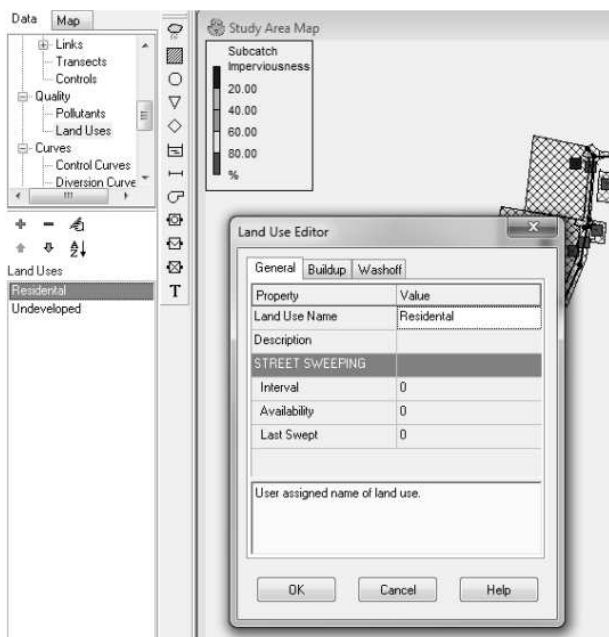 Data Map
Links
Transects
Controls
Quality
Pollutants
Land Uses
Curves
Control Curves
Diversion Curve
Land Uses
Residental
Undeveloped
T
Study Area Map
Subcatch
Imperviousness
20.00
40.00
60.00
80.00
%
Land Use Editor
General Buildup Washoff
Property Value
Land Use Name Residental
Description
STREET SWEEPING
Interval 0
Availability 0
Last Swept 0
User assigned name of land use.
OK Cancel Help